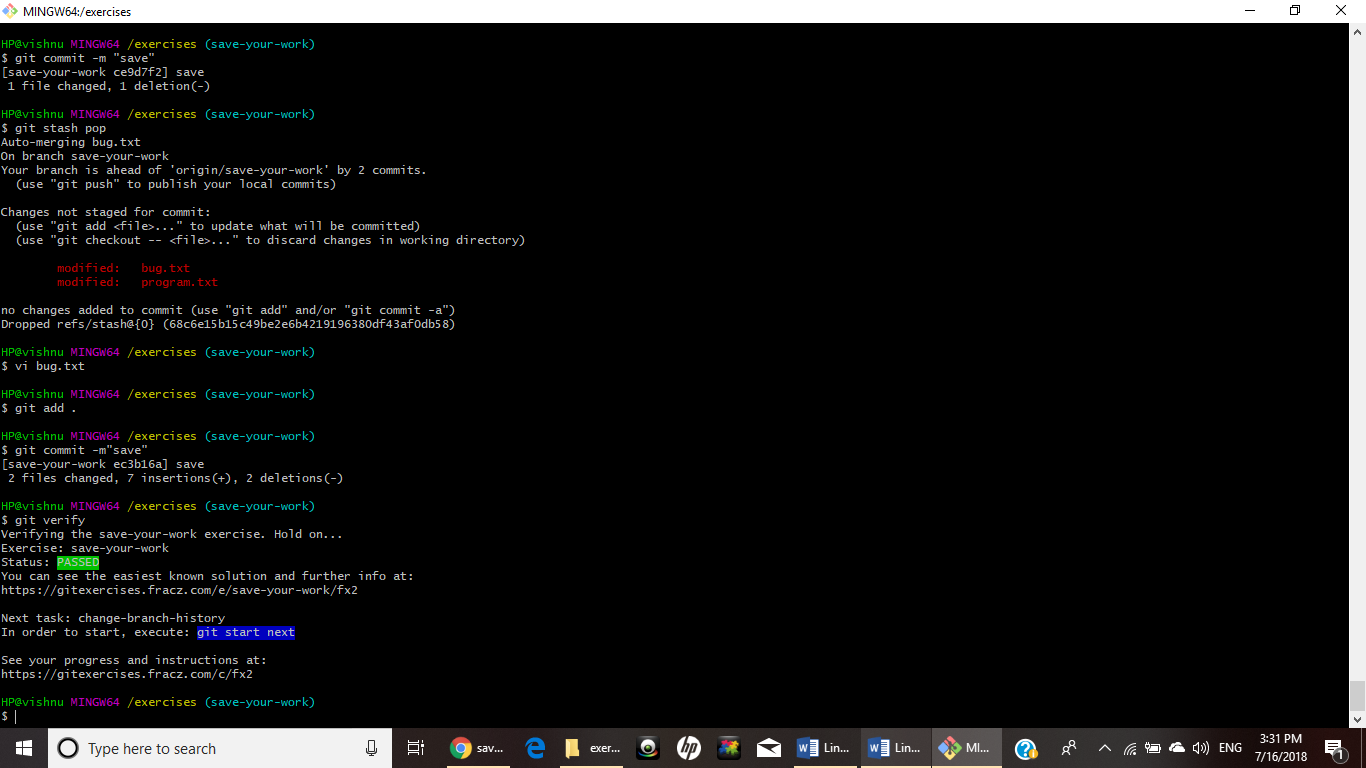 MINGW64:/exercises
HP@vishnu MINGW64 /exercises (save-your-work)
$ git commit -m "save"
[save-your-work ce9d7f2] save
 1 file changed, 1 deletion(-)
HP@vishnu MINGW64 /exercises (save-your-work)
$ git stash pop
Auto-merging bug.txt
On branch save-your-work
Your branch is ahead of 'origin/save-your-work' by 2 commits.
  (use "git push" to publish your local commits)
Changes not staged for commit:
  (use "git add <file>..." to update what will be committed)
  (use "git checkout -- <file>..." to discard changes in working directory)
        modified:   bug.txt
        modified:   program.txt
no changes added to commit (use "git add" and/or "git commit -a")
Dropped refs/stash@{0} (68c6e15b15c49be2e6b4219196380df43af0db58)
HP@vishnu MINGW64 /exercises (save-your-work)
$ vi bug.txt
HP@vishnu MINGW64 /exercises (save-your-work)
$ git add .
HP@vishnu MINGW64 /exercises (save-your-work)
$ git commit -m"save"
[save-your-work ec3b16a] save
 2 files changed, 7 insertions(+), 2 deletions(-)
HP@vishnu MINGW64 /exercises (save-your-work)
$ git verify
Verifying the save-your-work exercise. Hold on...
Exercise: save-your-work
Status: PASSED
You can see the easiest known solution and further info at:
https://gitexercises.fracz.com/e/save-your-work/fx2
Next task: change-branch-history
In order to start, execute: git start next
See your progress and instructions at:
https://gitexercises.fracz.com/c/fx2
HP@vishnu MINGW64 /exercises (save-your-work)
$
Type here to search
sav...
exer...
hp
Lin...
Lin...
MI...
ENG
3:31 PM
7/16/2018
1